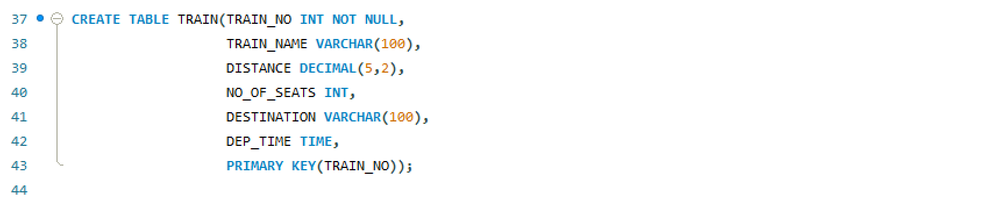 37 CREATE TABLE TRAIN(TRAIN_NO INT NOT NULL,
38 TRAIN_NAME VARCHAR(100),
39 DISTANCE DECIMAL(5,2),
40 NO_OF_SEATS INT,
41 DESTINATION VARCHAR(100),
42 DEP_TIME TIME,
43 PRIMARY KEY(TRAIN_NO));
44